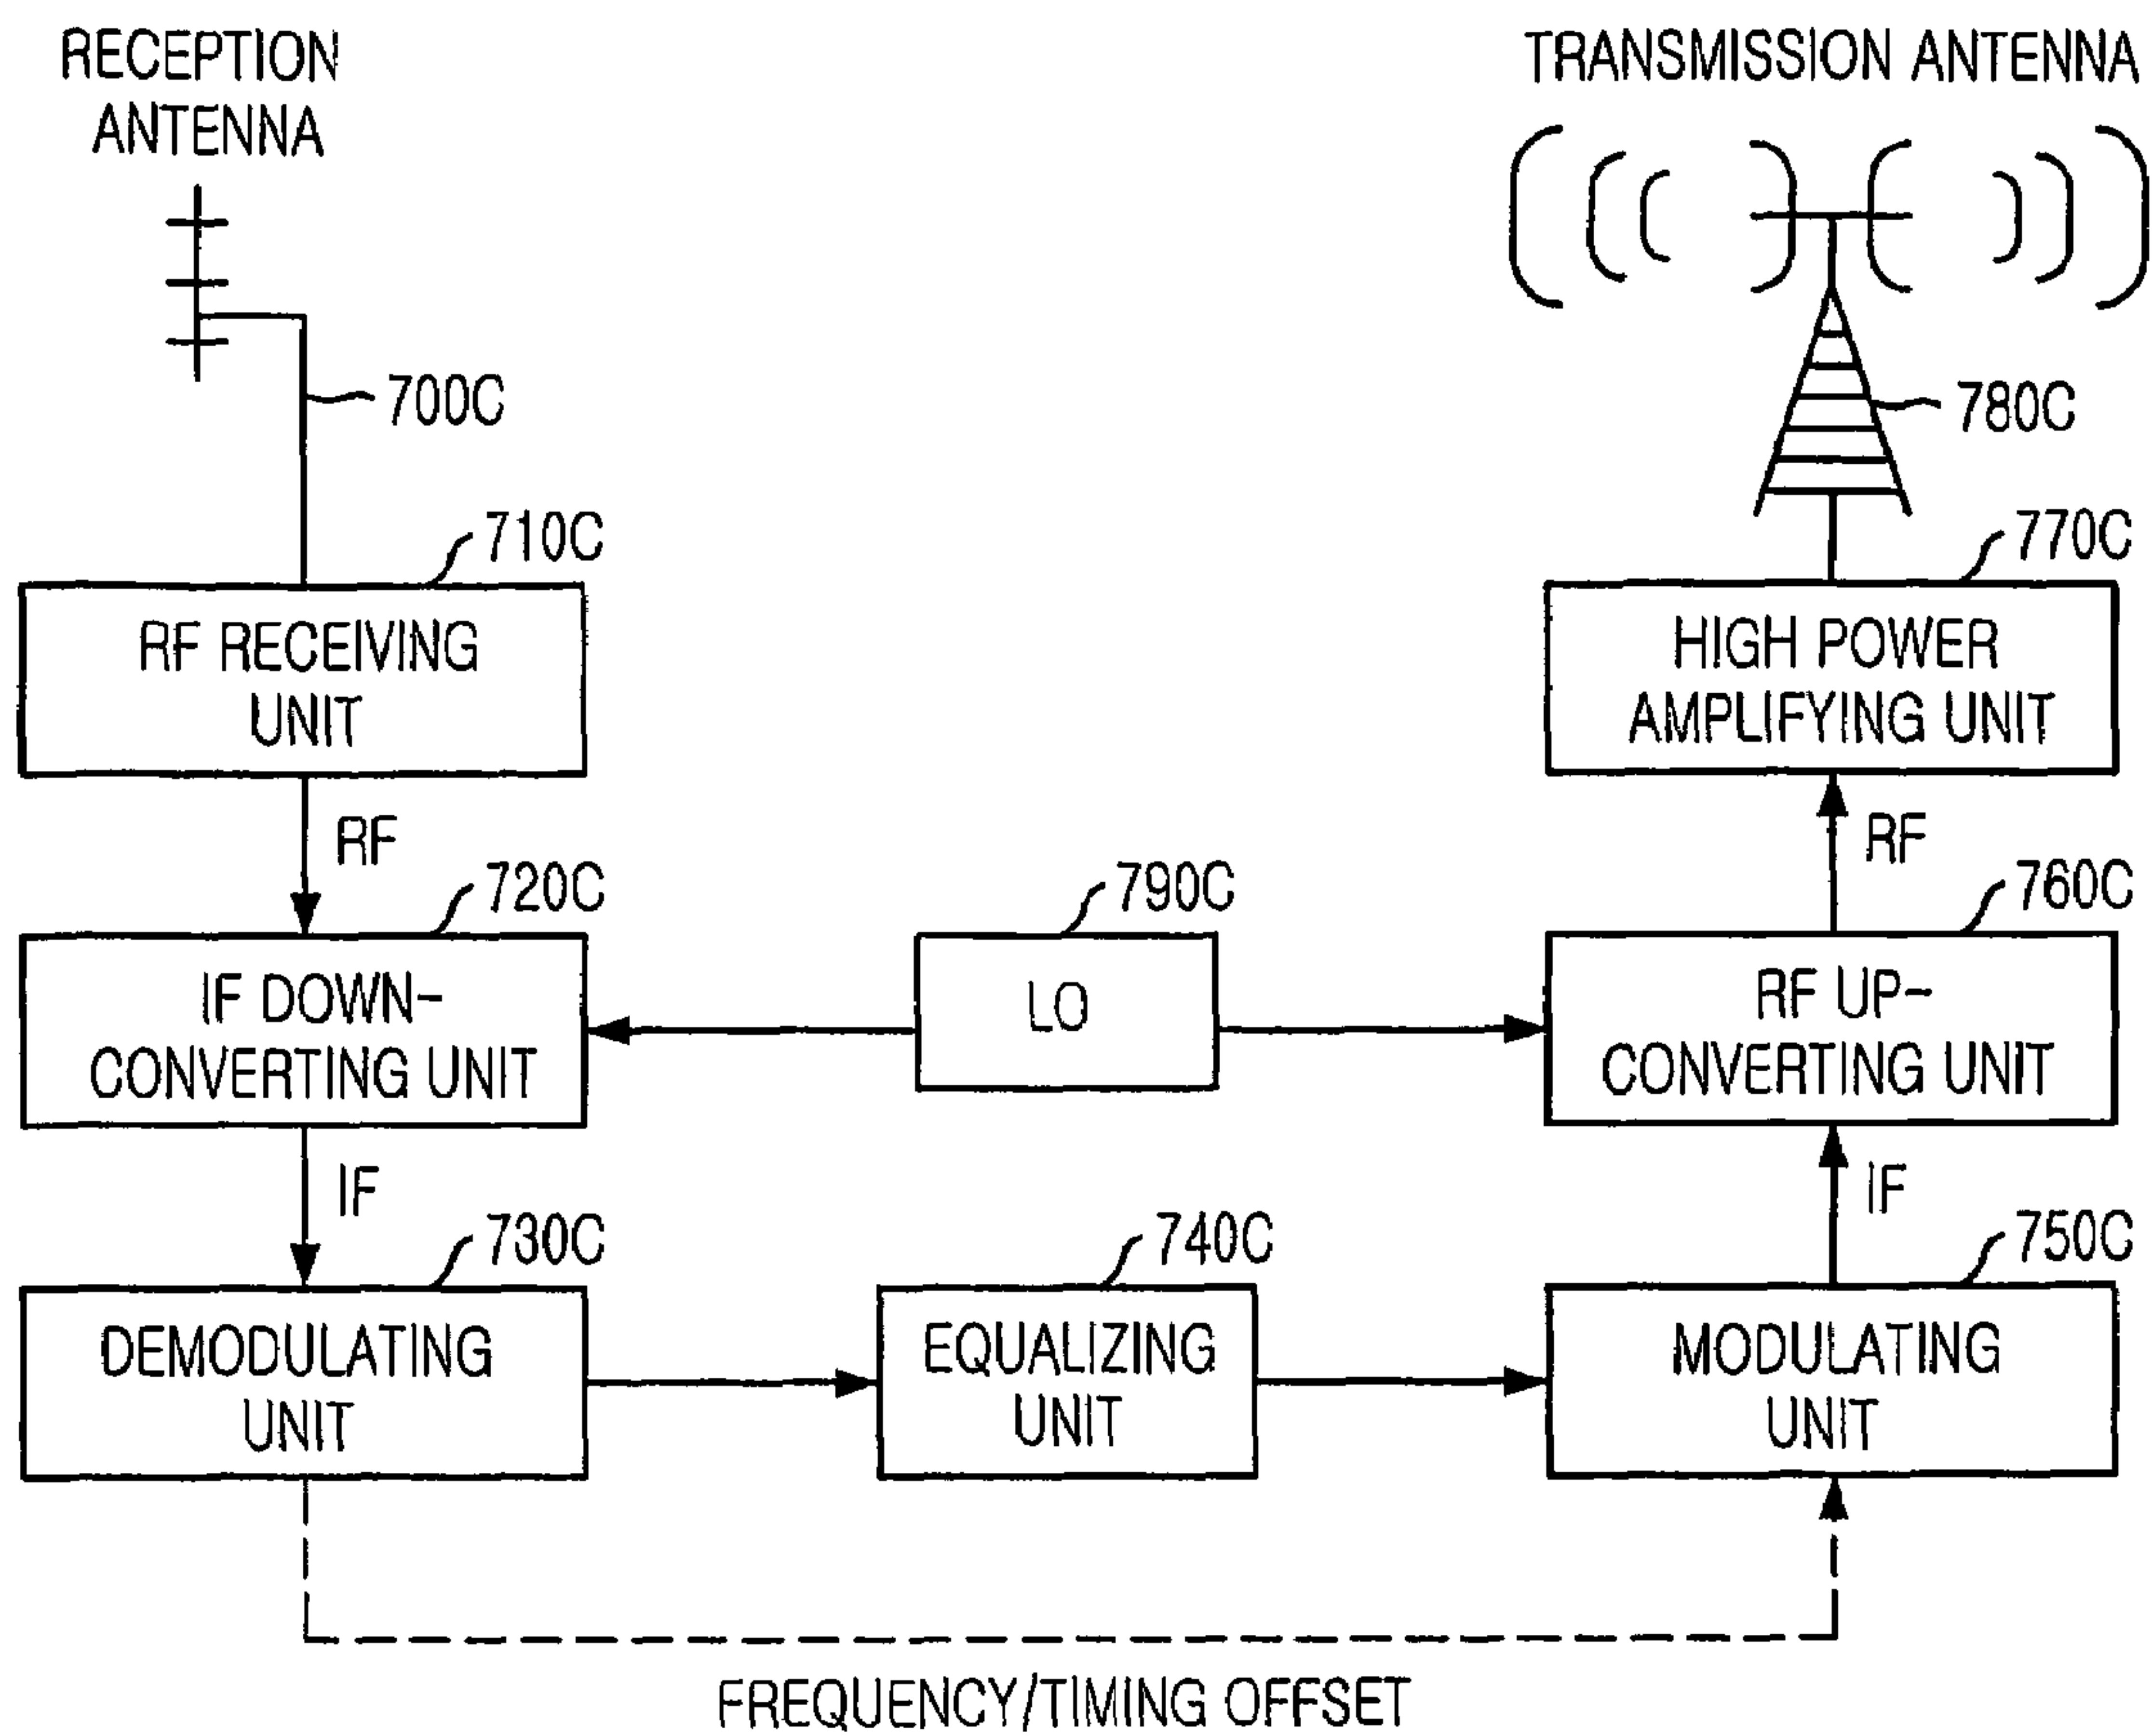 RECEPTION
ANTENNA
TRANSMISSION ANTENNA
700C
780C
710C
770C
RF RECEIVING
UNIT
HIGH POWER
AMPLIFYING UNIT
RF
RF
720C
790C
760C
IF DOWN-
CONVERTING UNIT
LO
RF UP-
CONVERTING UNIT
IF
IF
730C
740C
750C
DEMODULATING
UNIT
EQUALIZING
UNIT
MODULATING
UNIT
FREQUENCY/TIMING OFFSET